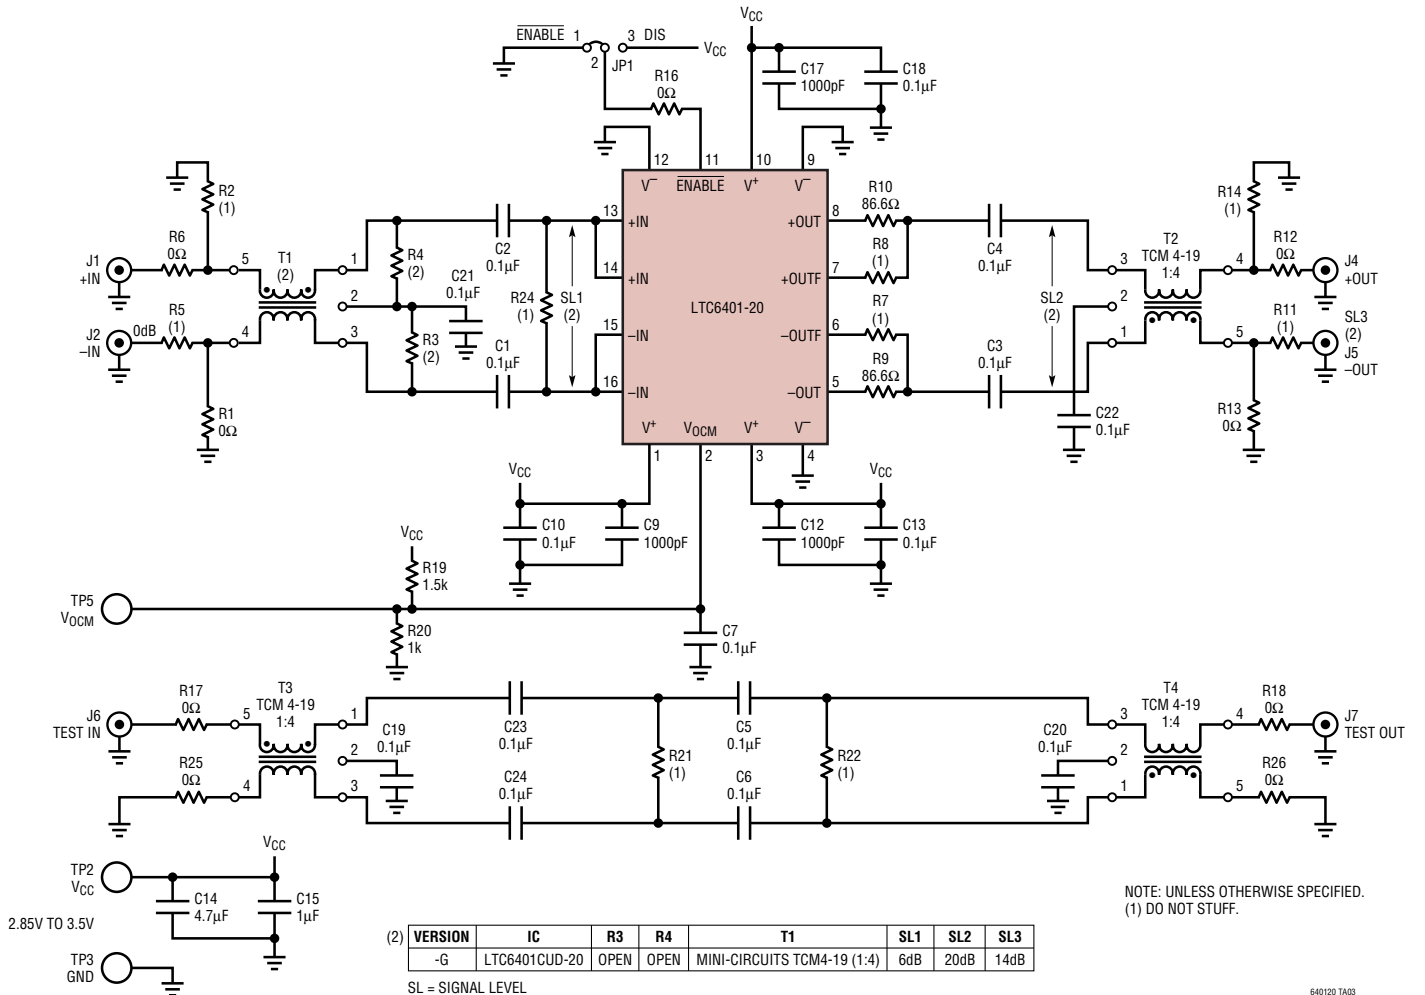 VCC
ENABLE 1
3 DIS
VCC
2
JP1
R16
0Ω
C17
1000pF
C18
0.1µF
12
11
10
9
V–
ENABLE
V+
V–
R2
(1)
R6
0Ω
J1
+IN
5
T1
(2)
1
R4
(2)
C2
0.1µF
C21
0.1µF
2
R24
(1)
SL1
(2)
13
+IN
14
+IN
15
–IN
16
–IN
LTC6401-20
+OUT
8
+OUTF
7
–OUTF
6
–OUT
5
R10
86.6Ω
R8
(1)
R7
(1)
R9
86.6Ω
C4
0.1µF
C3
0.1µF
SL2
(2)
R14
(1)
T2
TCM 4-19
1:4
3
4
R12
0Ω
J4
+OUT
2
1
5
R11
(1)
SL3
(2)
J5
–OUT
R13
0Ω
C22
0.1µF
J2
–IN
0dB
R5
(1)
4
3
R3
(2)
C1
0.1µF
R1
0Ω
V+
VOCM
V+
V–
1
2
3
4
VCC
C10
0.1µF
C9
1000pF
VCC
C12
1000pF
C13
0.1µF
VCC
R19
1.5k
TP5
VOCM
R20
1k
C7
0.1µF
J6
TEST IN
R17
0Ω
5
T3
TCM 4-19
1:4
1
2
C19
0.1µF
R25
0Ω
4
3
C23
0.1µF
C24
0.1µF
R21
(1)
C5
0.1µF
C6
0.1µF
R22
(1)
C20
0.1µF
3
2
1
T4
TCM 4-19
1:4
4
5
R18
0Ω
J7
TEST OUT
R26
0Ω
VCC
TP2
VCC
C14
4.7µF
C15
1µF
2.85V TO 3.5V
TP3
GND
NOTE: UNLESS OTHERWISE SPECIFIED.
(1) DO NOT STUFF.
(2) VERSION IC R3 R4 T1 SL1 SL2 SL3
-G LTC6401CUD-20 OPEN OPEN MINI-CIRCUITS TCM4-19 (1:4) 6dB 20dB 14dB
SL = SIGNAL LEVEL
640120 TA03